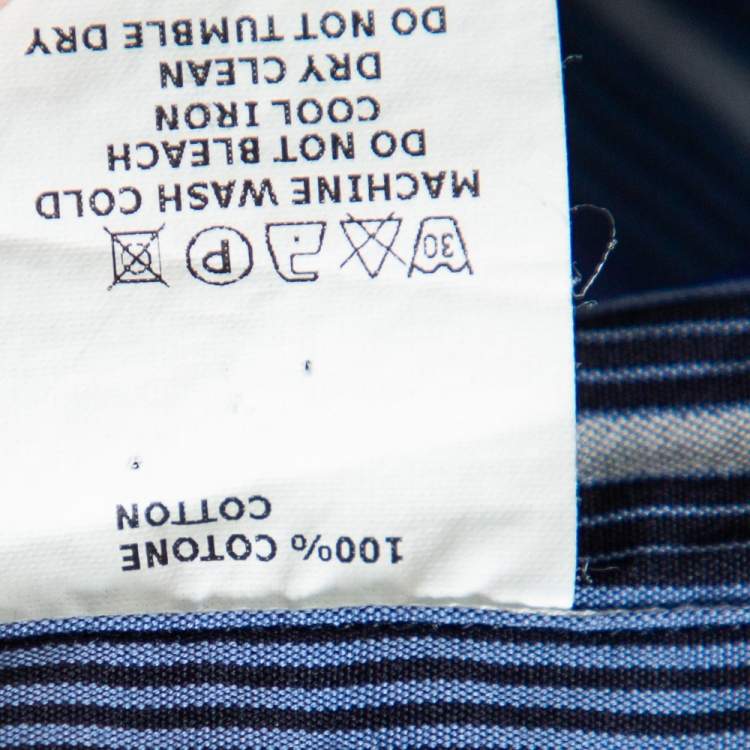 100% COTONE
COTTON
30 P
MACHINE WASH COLD
DO NOT BLEACH
COOL IRON
DRY CLEAN
DO NOT TUMBLE DRY